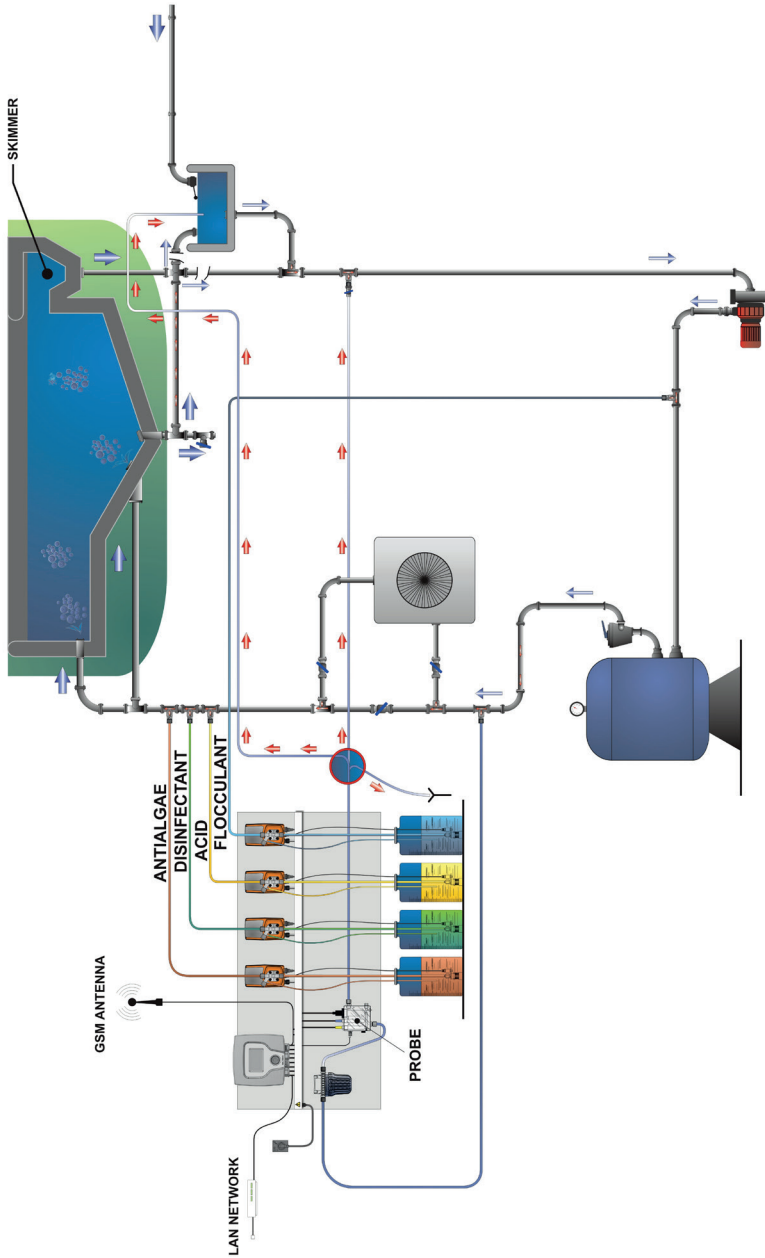 SKIMMER
ANTIALGAE
DISINFECTANT
ACID
FLOCCULANT
GSM ANTENNA
PROBE
LAN NETWORK